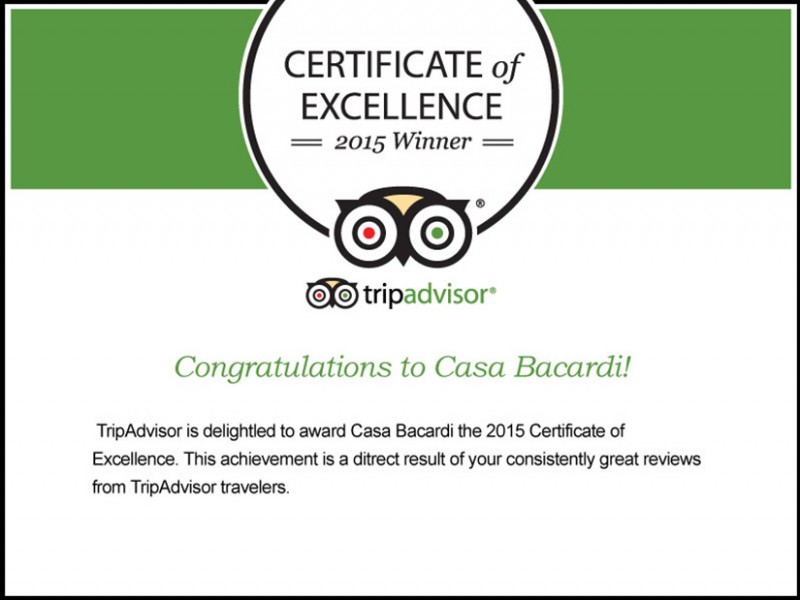 CERTIFICATE of
EXCELLENCE
2015 Winner
®
tripadvisor®
Congratulations to Casa Bacardi!
TripAdvisor is delightled to award Casa Bacardi the 2015 Certificate of
Excellence. This achievement is a ditrect result of your consistently great reviews
from TripAdvisor travelers.